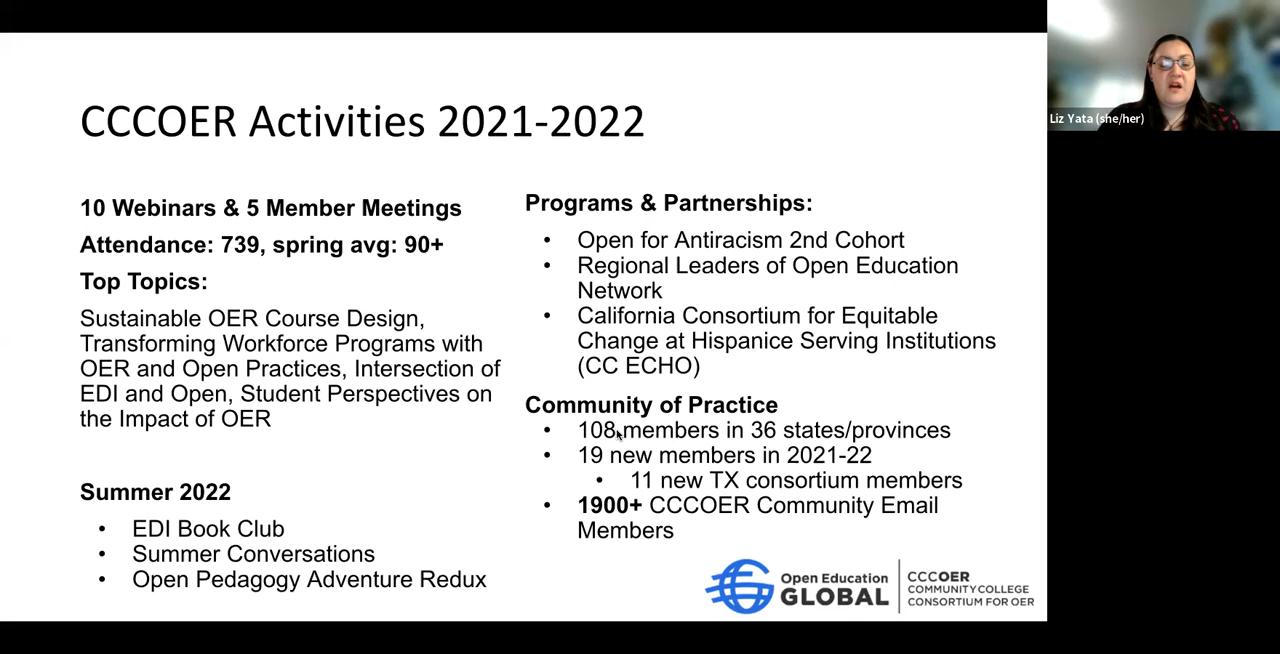 CCCOER Activities 2021-2022
10 Webinars & 5 Member Meetings
Attendance: 739, spring avg: 90+
Top Topics:
Sustainable OER Course Design,
Transforming Workforce Programs with
OER and Open Practices, Intersection of
EDI and Open, Student Perspectives on
the Impact of OER
Summer 2022
• EDI Book Club
• Summer Conversations
• Open Pedagogy Adventure Redux
Programs & Partnerships:
• Open for Antiracism 2nd Cohort
• Regional Leaders of Open Education
Network
• California Consortium for Equitable
Change at Hispanice Serving Institutions
(CC ECHO)
Community of Practice
• 108 members in 36 states/provinces
• 19 new members in 2021-22
• 11 new TX consortium members
• 1900+ CCCOER Community Email
Members
Open Education
GLOBAL
CCCOER
COMMUNITY COLLEGE
CONSORTIUM FOR OER
Liz Yata (she/her)